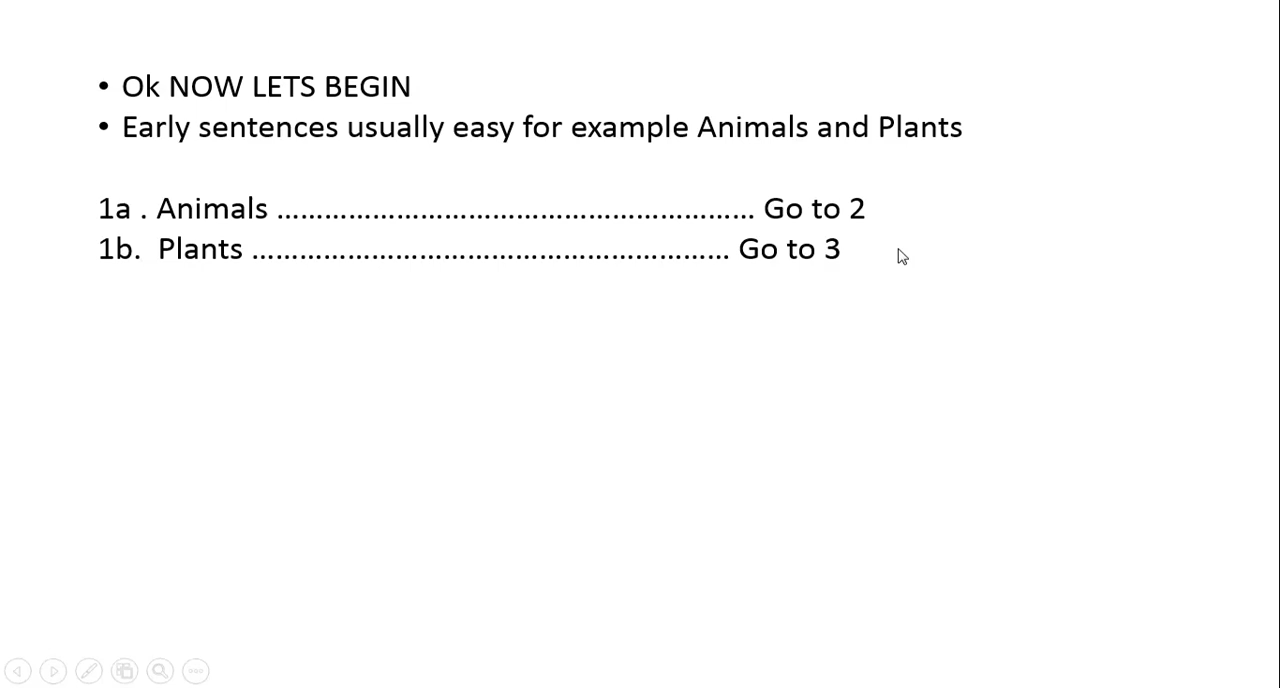 • Ok NOW LETS BEGIN
• Early sentences usually easy for example Animals and Plants
1a . Animals ………………………………………………….. Go to 2
1b.  Plants ………………………………………………….. Go to 3